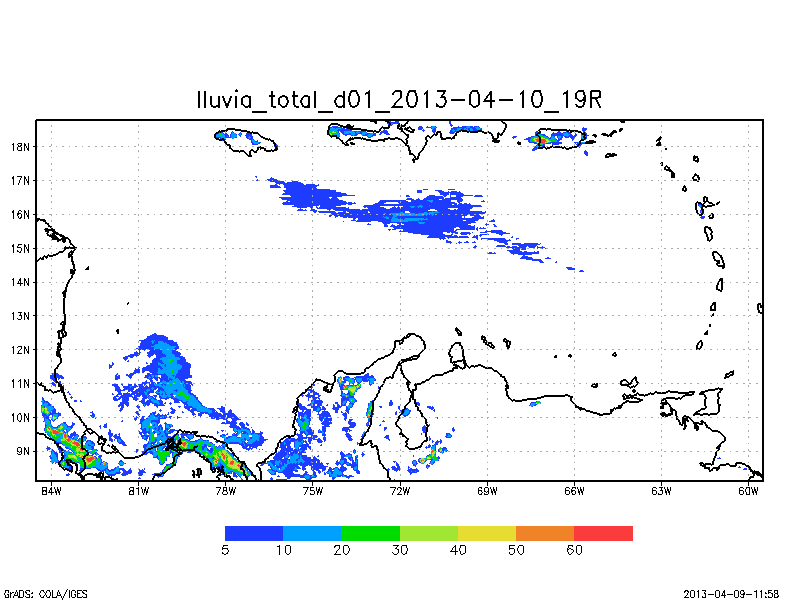 lluvia_total_d01_2013-04-10_19R
18N
17N
16N
15N
14N
13N
12N
11N
10N
9N
84W 81W 78W 75W 72W 69W 66W 63W 60W
5 10 20 30 40 50 60
GrADS: COLA/IGES 2013-04-09-11:58